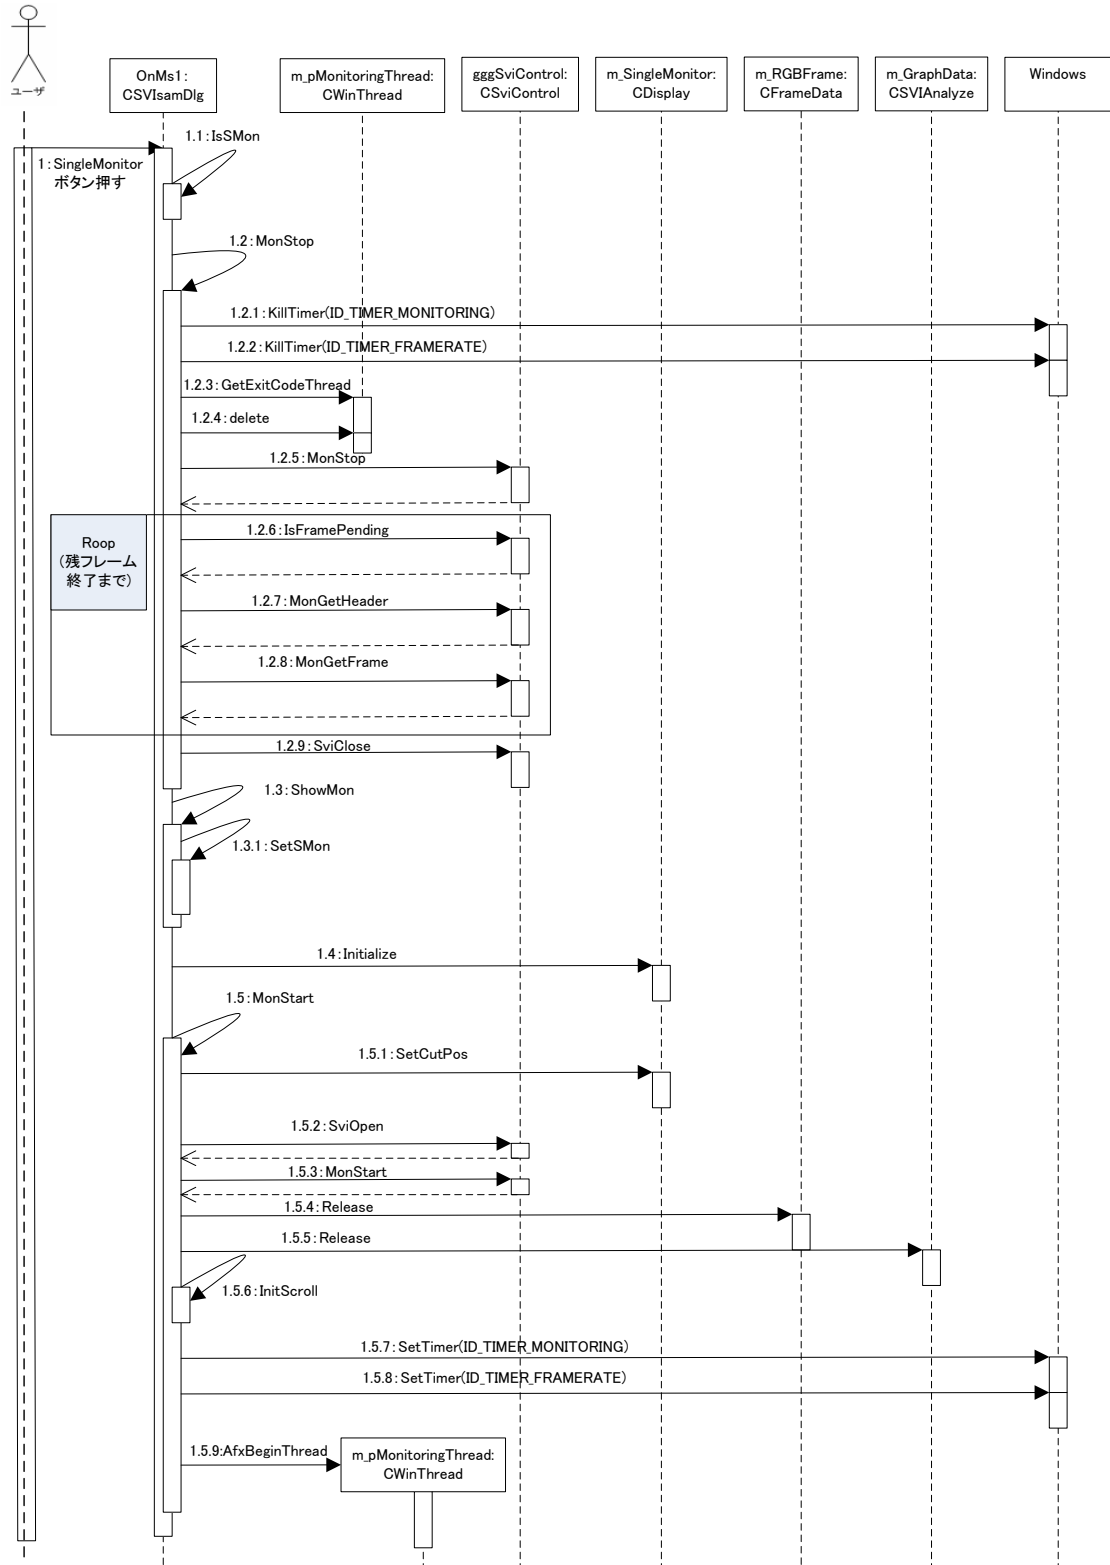 ユーザ
OnMs1:
CSVIsamDlg
m_pMonitoringThread:
CWinThread
gggSviControl:
CSviControl
m_SingleMonitor:
CDisplay
m_RGBFrame:
CFrameData
m_GraphData:
CSVIAnalyze
Windows
1.1:IsSMon
1:SingleMonitor
ボタン押す
1.2:MonStop
1.2.1:KillTimer(ID_TIMER_MONITORING)
1.2.2:KillTimer(ID_TIMER_FRAMERATE)
1.2.3:GetExitCodeThread
1.2.4:delete
1.2.5:MonStop
Roop
(残フレーム
終了まで)
1.2.6:IsFramePending
1.2.7:MonGetHeader
1.2.8:MonGetFrame
1.2.9:SviClose
1.3:ShowMon
1.3.1:SetSMon
1.4:Initialize
1.5:MonStart
1.5.1:SetCutPos
1.5.2:SviOpen
1.5.3:MonStart
1.5.4:Release
1.5.5:Release
1.5.6:InitScroll
1.5.7:SetTimer(ID_TIMER_MONITORING)
1.5.8:SetTimer(ID_TIMER_FRAMERATE)
1.5.9:AfxBeginThread
m_pMonitoringThread:
CWinThread